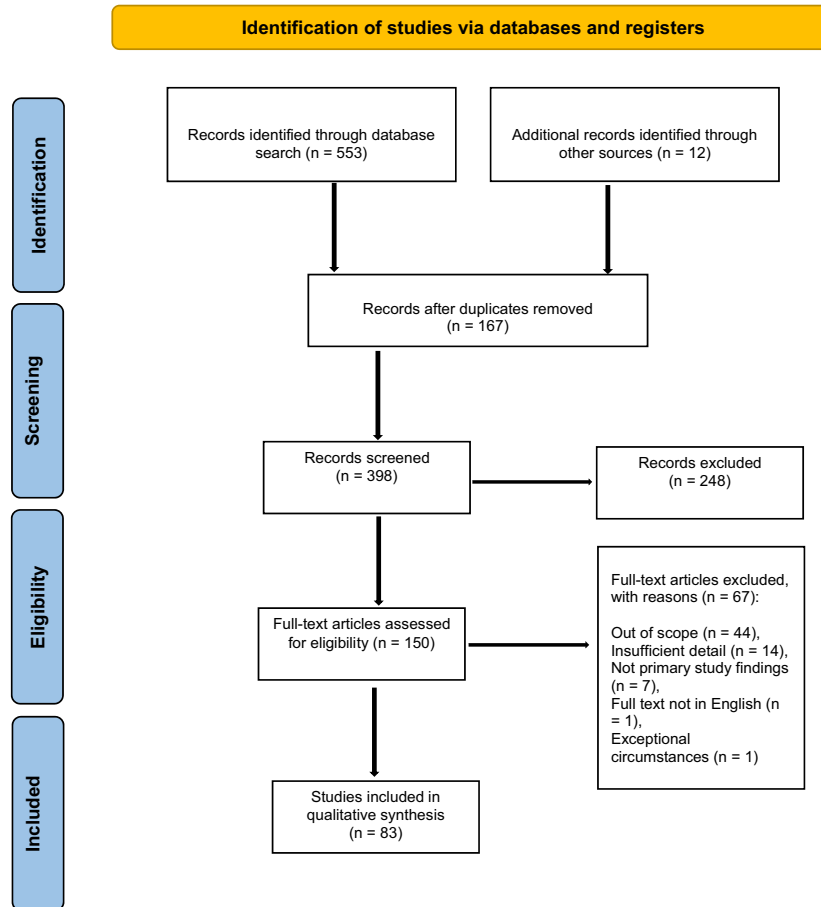 Identification of studies via databases and registers
Identification
Records identified through database
search (n = 553)
Additional records identified through
other sources (n = 12)
Records after duplicates removed
(n = 167)
Screening
Records screened
(n = 398)
Records excluded
(n = 248)
Eligibility
Full-text articles assessed
for eligibility (n = 150)
Full-text articles excluded,
with reasons (n = 67):
Out of scope (n = 44),
Insufficient detail (n = 14),
Not primary study findings
(n = 7),
Full text not in English (n
= 1),
Exceptional
circumstances (n = 1)
Included
Studies included in
qualitative synthesis
(n = 83)